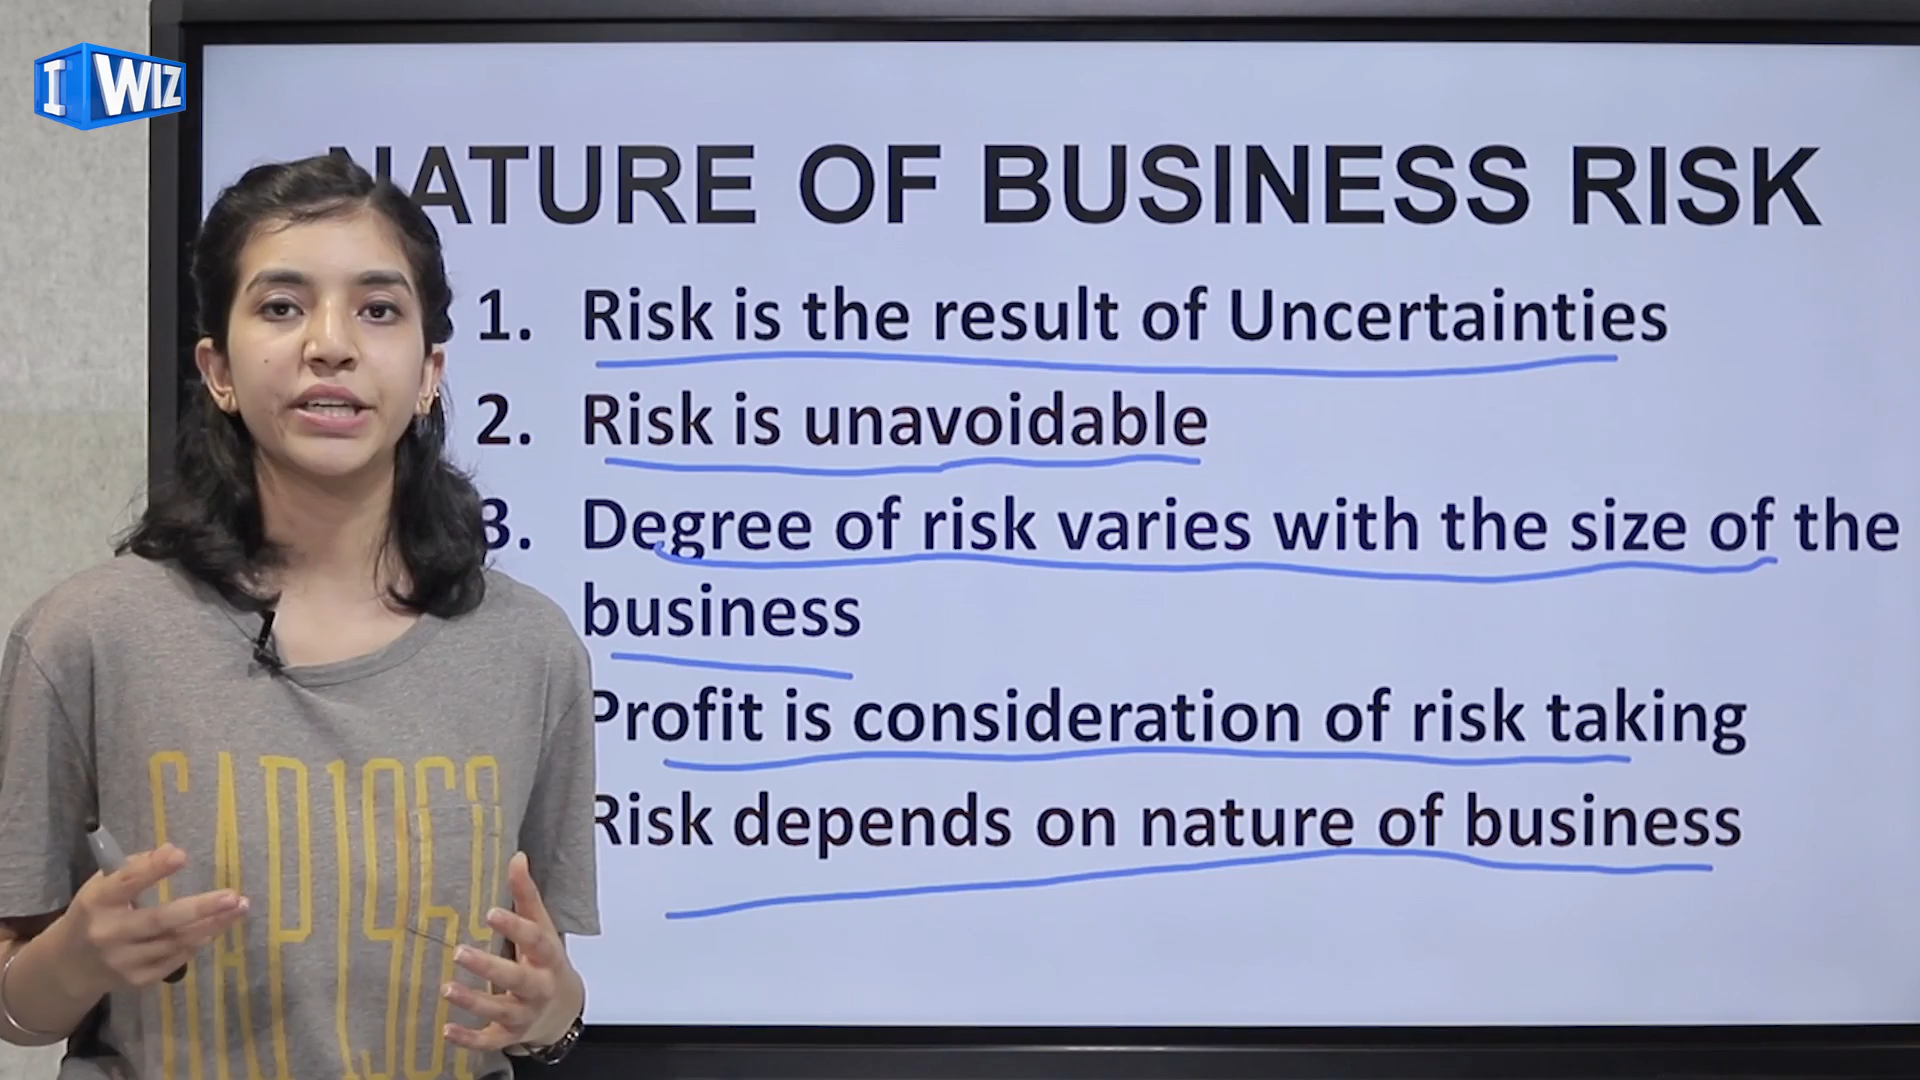 I WIZ
NATURE OF BUSINESS RISK
1. Risk is the result of Uncertainties
2. Risk is unavoidable
3. Degree of risk varies with the size of the
business
Profit is consideration of risk taking
Risk depends on nature of business
GAP1969